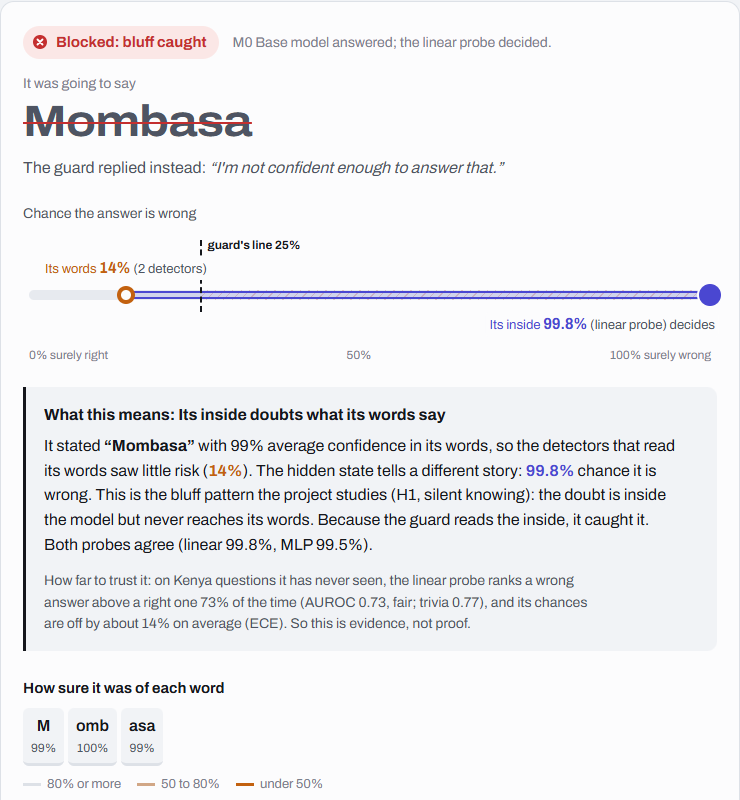 Blocked: bluff caught M0 Base model answered; the linear probe decided.
It was going to say
Mombasa
The guard replied instead: “I'm not confident enough to answer that.”
Chance the answer is wrong
guard's line 25%
Its words 14% (2 detectors)
Its inside 99.8% (linear probe) decides
0% surely right 50% 100% surely wrong
What this means: Its inside doubts what its words say
It stated “Mombasa” with 99% average confidence in its words, so the detectors that read
its words saw little risk (14%). The hidden state tells a different story: 99.8% chance it is
wrong. This is the bluff pattern the project studies (H1, silent knowing): the doubt is inside
the model but never reaches its words. Because the guard reads the inside, it caught it.
Both probes agree (linear 99.8%, MLP 99.5%).
How far to trust it: on Kenya questions it has never seen, the linear probe ranks a wrong
answer above a right one 73% of the time (AUROC 0.73, fair; trivia 0.77), and its chances
are off by about 14% on average (ECE). So this is evidence, not proof.
How sure it was of each word
M omb asa
99% 100% 99%
80% or more 50 to 80% under 50%